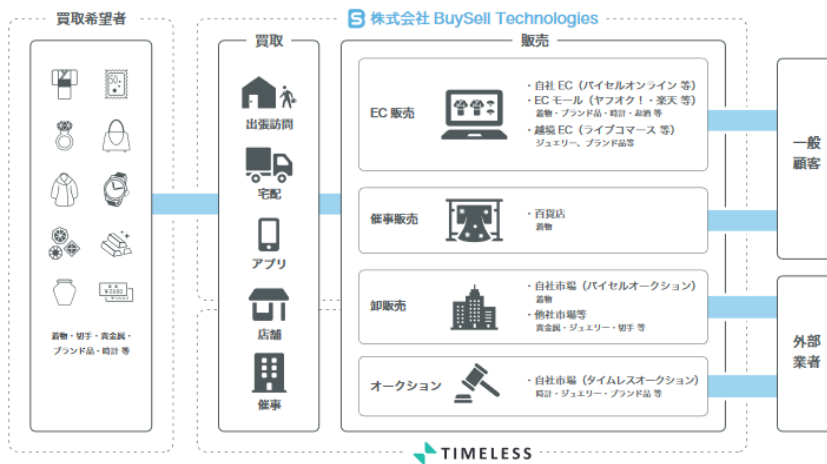 買取希望者
着物・切手・貴金属・
ブランド品・時計 等
株式会社 BuySell Technologies
買取
出張訪問
宅配
アプリ
店舗
催事
販売
EC 販売
・自社 EC（バイセルオンライン 等）
・EC モール（ヤフオク！・楽天 等）
着物・ブランド品・時計・お酒 等
・越境 EC（ライブコマース 等）
ジュエリー、ブランド品等
催事販売
・百貨店
着物
卸販売
・自社市場（バイセルオークション）
着物
・他社市場等
貴金属・ジュエリー・切手 等
オークション
・自社市場（タイムレスオークション）
時計・ジュエリー・ブランド品 等
一般
顧客
外部
業者
TIMELESS